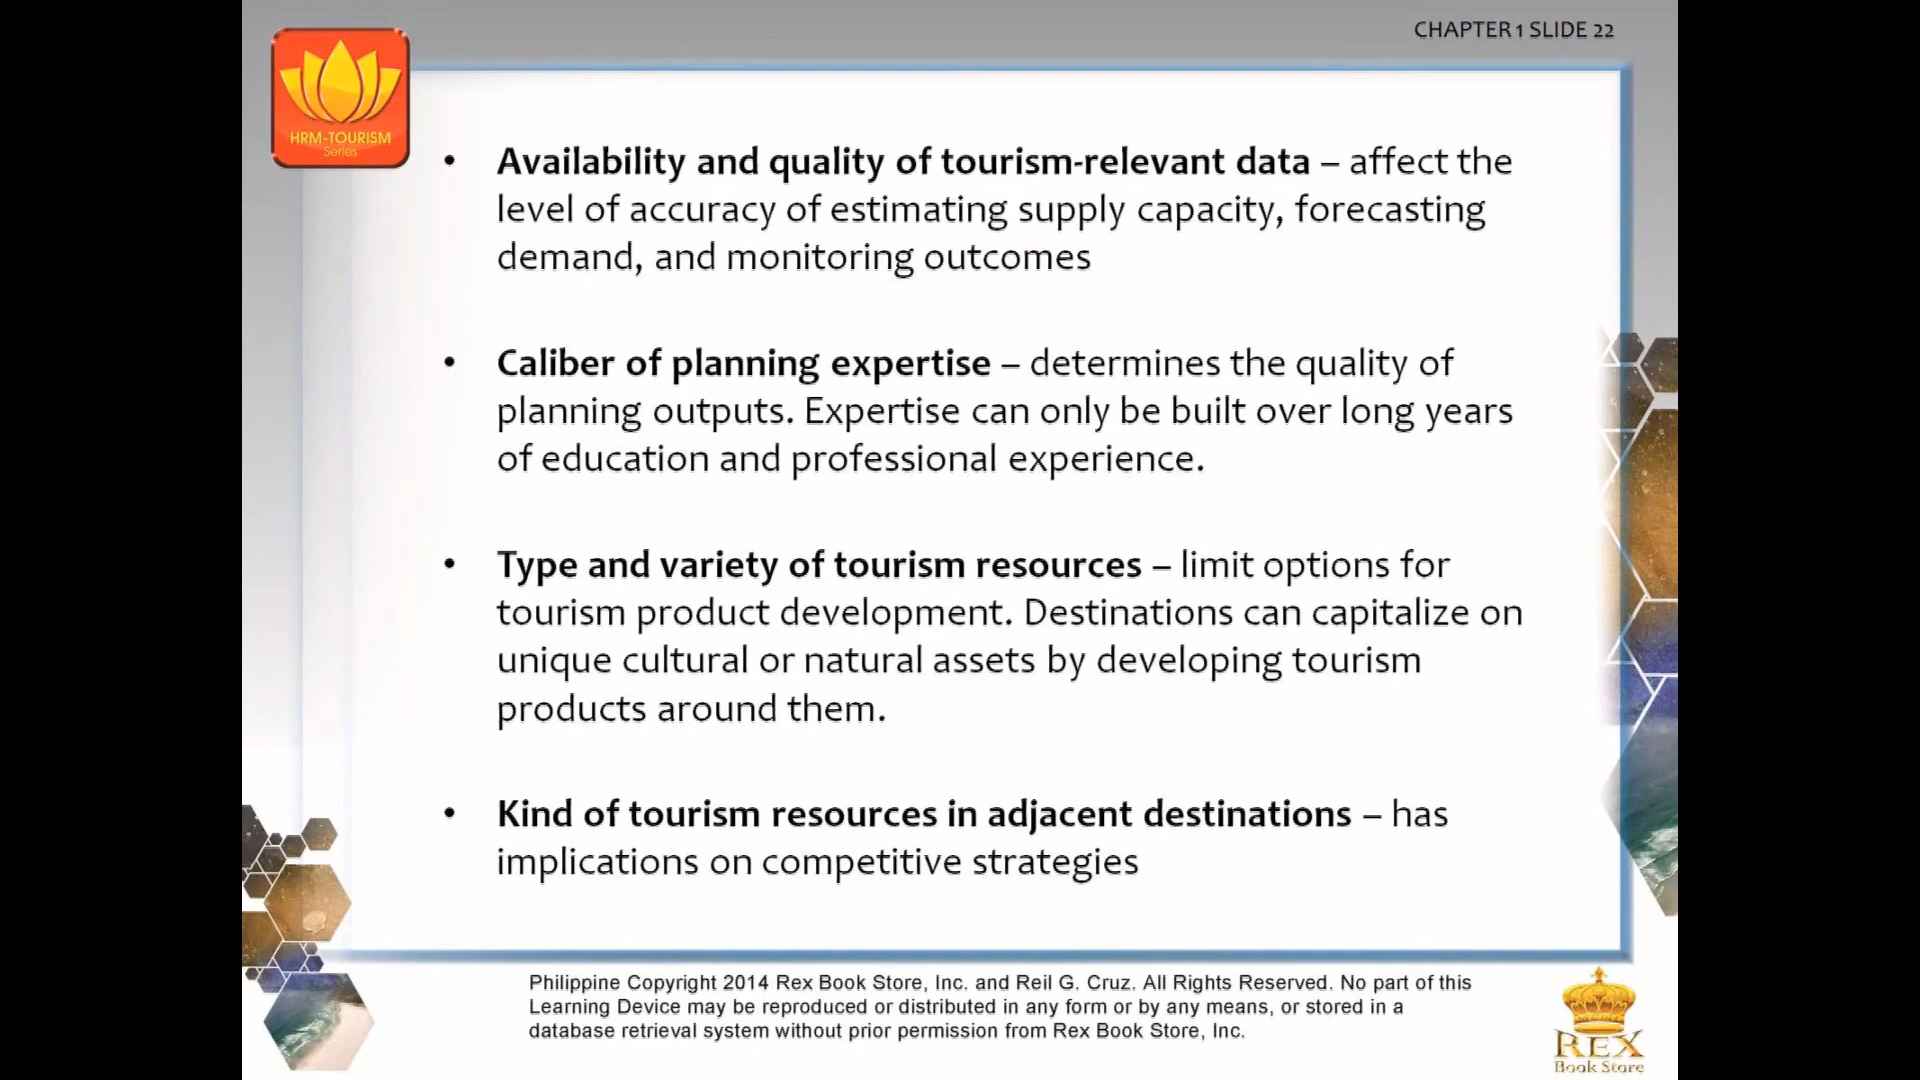 CHAPTER 1 SLIDE 22
HRM-TOURISM
Series
• Availability and quality of tourism-relevant data – affect the
level of accuracy of estimating supply capacity, forecasting
demand, and monitoring outcomes
• Caliber of planning expertise – determines the quality of
planning outputs. Expertise can only be built over long years
of education and professional experience.
• Type and variety of tourism resources – limit options for
tourism product development. Destinations can capitalize on
unique cultural or natural assets by developing tourism
products around them.
• Kind of tourism resources in adjacent destinations – has
implications on competitive strategies
Philippine Copyright 2014 Rex Book Store, Inc. and Reil G. Cruz. All Rights Reserved. No part of this
Learning Device may be reproduced or distributed in any form or by any means, or stored in a
database retrieval system without prior permission from Rex Book Store, Inc.
REX
Book Store